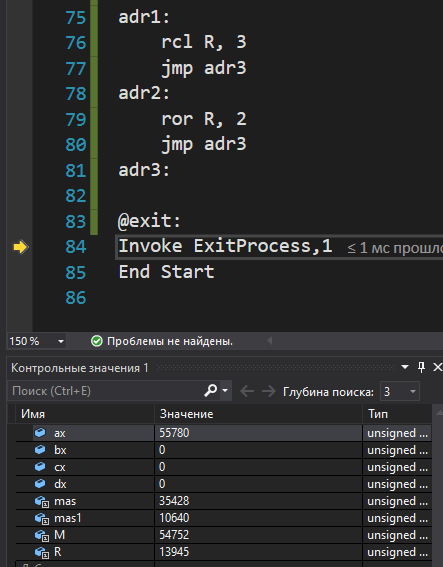 75 adr1:
76 rcl R, 3
77 jmp adr3
78 adr2:
79 ror R, 2
80 jmp adr3
81 adr3:
82
83 @exit:
84 Invoke ExitProcess,1 ≤ 1 мс прошло
85 End Start
86
150 % Проблемы не найдены.
Контрольные значения 1
Поиск (Ctrl+E) Глубина поиска: 3
Имя Значение Тип
ax 55780 unsigned ...
bx 0 unsigned ...
cx 0 unsigned ...
dx 0 unsigned ...
mas 35428 unsigned ...
mas1 10640 unsigned ...
M 54752 unsigned ...
R 13945 unsigned ...